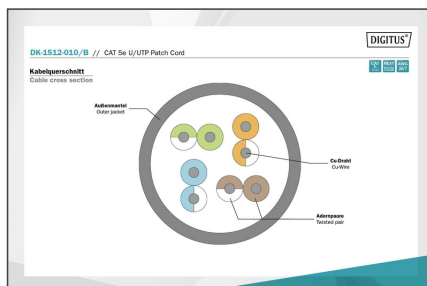 DIGITUS®
DK-1512-010/B // CAT 5e U/UTP Patch Cord
Kabelquerschnitt
Cable cross section
Außenmantel
Outer jacket
Cu-Draht
Cu-Wire
Adernpaare
Twisted pair